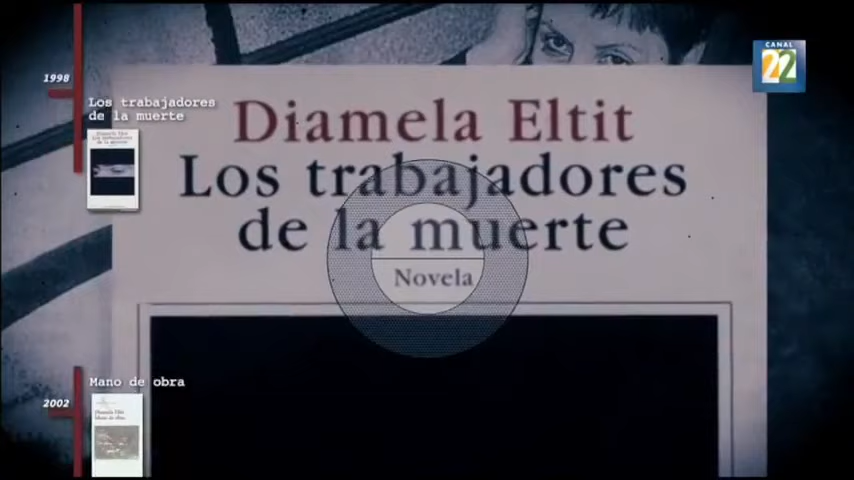 CANAL
22
1998
Los trabajadores
de la muerte
Diamela Eltit
Los trabajadores
de la muerte
Novela
Mano de obra
2002